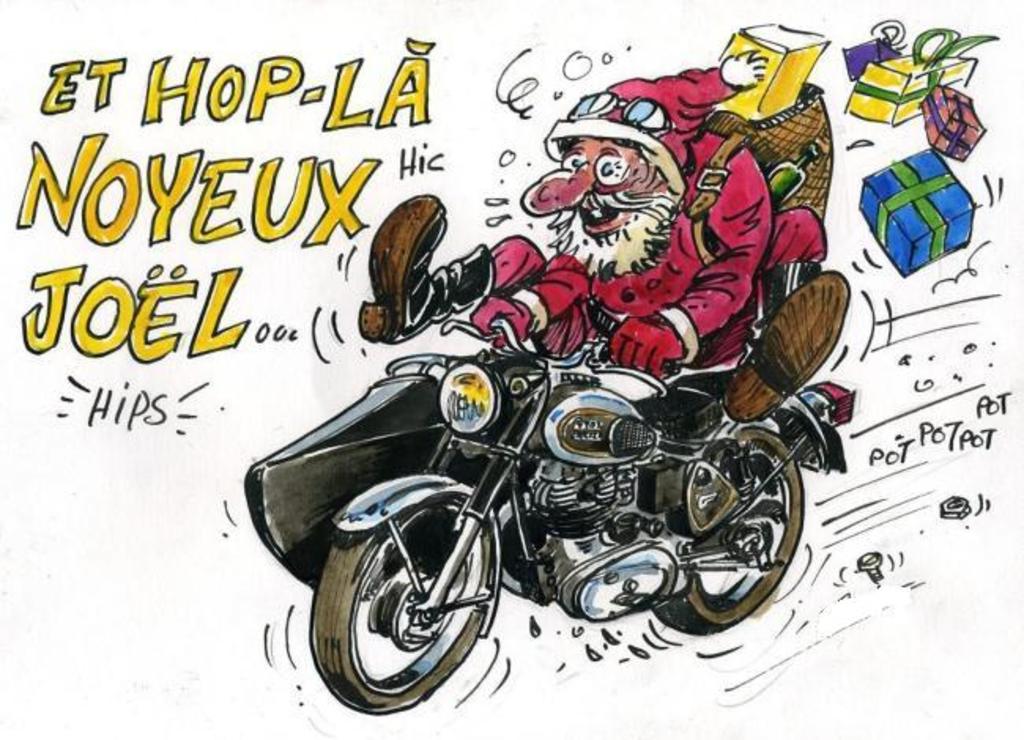 ET HOP-LÀ
NOYEUX
HIC
JOËL...
HIPS
POT
POT POT POT